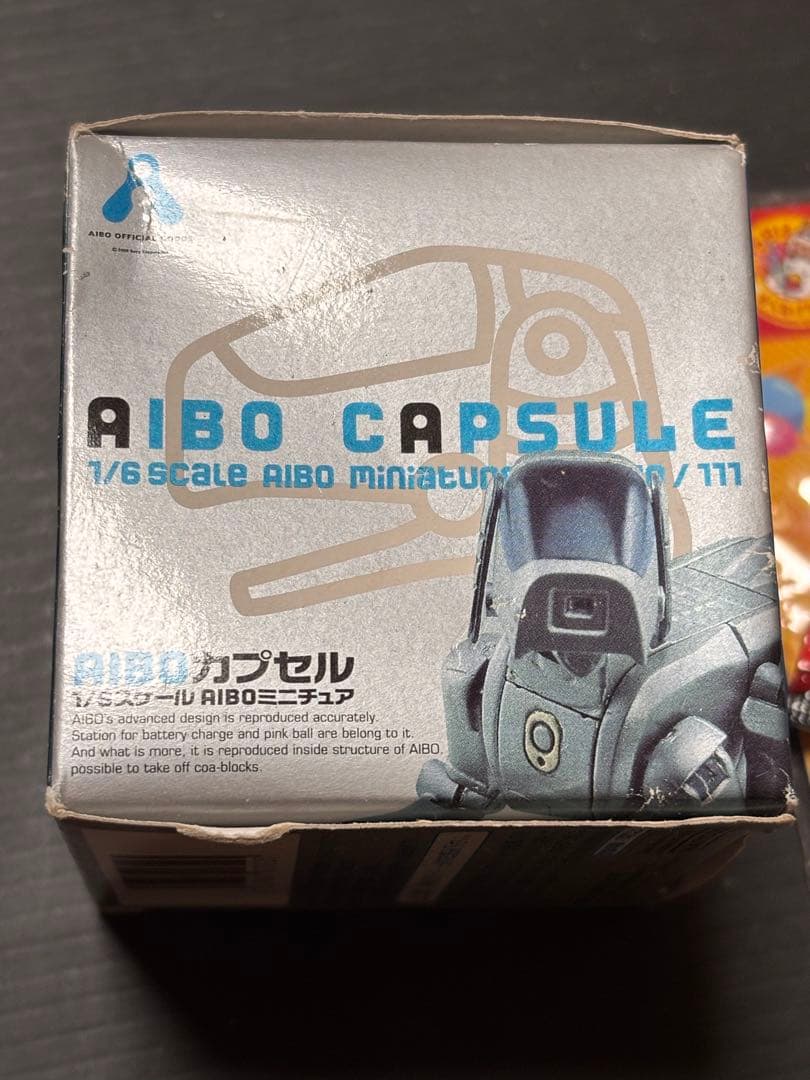 AIBO OFFICIAL GOODS
AIBO CAPSULE
1/6 Scale AIBO Miniature / 111
AIBOカプセル
1/6スケール AIBOミニチュア
AIBO's advanced design is reproduced accurately.
Station for battery charge and pink ball are belong to it.
And what is more, it is reproduced inside structure of AIBO.
possible to take off coa-blocks.